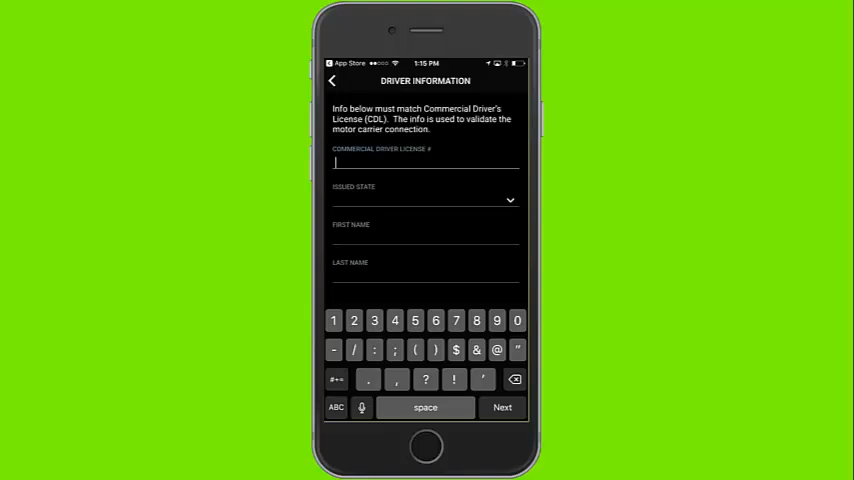 App Store 1:15 PM
DRIVER INFORMATION
Info below must match Commercial Driver's
License (CDL). The info is used to validate the
motor carrier connection.
COMMERCIAL DRIVER LICENSE #
ISSUED STATE
FIRST NAME
LAST NAME
1 2 3 4 5 6 7 8 9 0
- / : ; ( ) $ & @ "
#+= . , ? ! '
ABC space Next